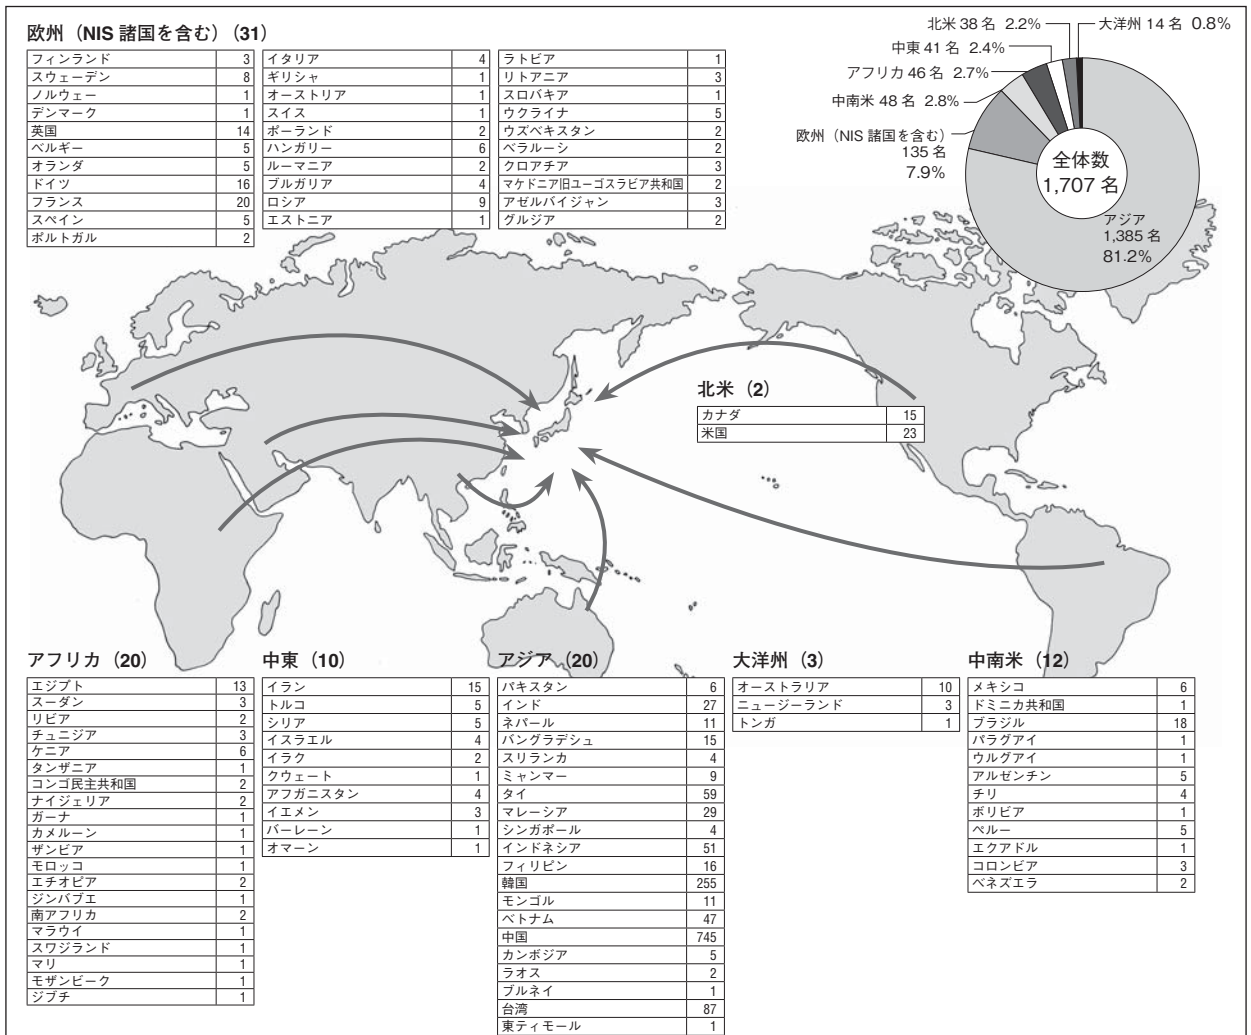 欧州（NIS 諸国を含む）(31)
フィンランド 3
スウェーデン 8
ノルウェー 1
デンマーク 1
英国 14
ベルギー 5
オランダ 5
ドイツ 16
フランス 20
スペイン 5
ポルトガル 2
イタリア 4
ギリシャ 1
オーストリア 1
スイス 1
ポーランド 2
ハンガリー 6
ルーマニア 2
ブルガリア 4
ロシア 9
エストニア 1
ラトビア 1
リトアニア 3
スロバキア 1
ウクライナ 5
ウズベキスタン 2
ベラルーシ 2
クロアチア 3
マケドニア旧ユーゴスラビア共和国 2
アゼルバイジャン 3
グルジア 2
北米 38 名 2.2%
大洋州 14 名 0.8%
中東 41 名 2.4%
アフリカ 46 名 2.7%
中南米 48 名 2.8%
欧州（NIS 諸国を含む）
135 名
7.9%
全体数
1,707 名
アジア
1,385 名
81.2%
北米（2）
カナダ 15
米国 23
アフリカ（20）
エジプト 13
スーダン 3
リビア 2
チュニジア 3
ケニア 6
タンザニア 1
コンゴ民主共和国 2
ナイジェリア 2
ガーナ 1
カメルーン 1
ザンビア 1
モロッコ 1
エチオピア 2
ジンバブエ 1
南アフリカ 2
マラウイ 1
スワジランド 1
マリ 1
モザンビーク 1
ジブチ 1
中東（10）
イラン 15
トルコ 5
シリア 5
イスラエル 4
イラク 2
クウェート 1
アフガニスタン 4
イエメン 3
バーレーン 1
オマーン 1
アジア（20）
パキスタン 6
インド 27
ネパール 11
バングラデシュ 15
スリランカ 4
ミャンマー 9
タイ 59
マレーシア 29
シンガポール 4
インドネシア 51
フィリピン 16
韓国 255
モンゴル 11
ベトナム 47
中国 745
カンボジア 5
ラオス 2
ブルネイ 1
台湾 87
東ティモール 1
大洋州（3）
オーストラリア 10
ニュージーランド 3
トンガ 1
中南米（12）
メキシコ 6
ドミニカ共和国 1
ブラジル 18
パラグアイ 1
ウルグアイ 1
アルゼンチン 5
チリ 4
ボリビア 1
ペルー 5
エクアドル 1
コロンビア 3
ベネズエラ 2